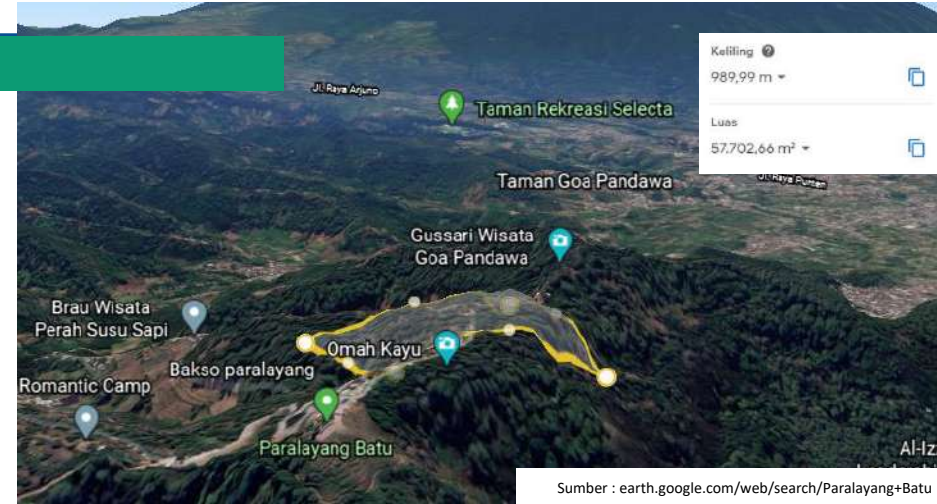 Keliling
989,99 m
Luas
57.702,66 m²
Jl. Raya Arjuno
Taman Rekreasi Selecta
Taman Goa Pandawa
Jl. Raya Punten
Gussari Wisata
Goa Pandawa
Brau Wisata
Perah Susu Sapi
Omah Kayu
Bakso paralayang
Romantic Camp
Paralayang Batu
Al-Izz
Sumber : earth.google.com/web/search/Paralayang+Batu